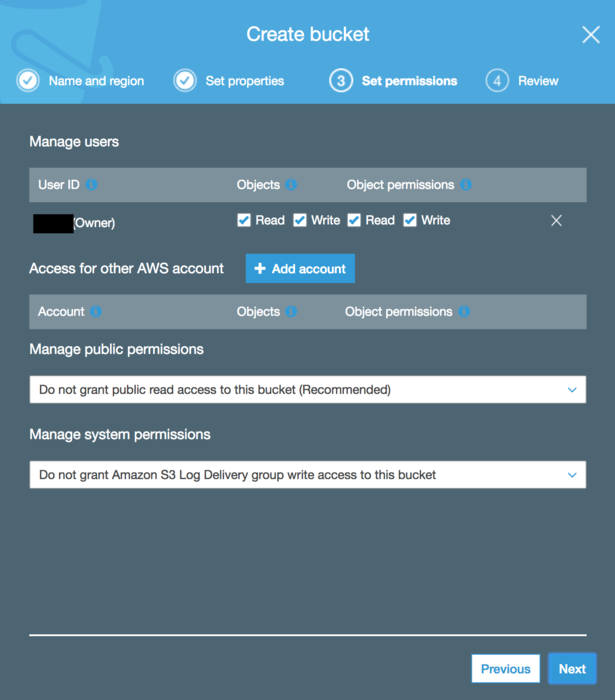 Create bucket
Name and region Set properties 3 Set permissions 4 Review
Manage users
User ID Objects Object permissions
(Owner) Read Write Read Write
Access for other AWS account + Add account
Account Objects Object permissions
Manage public permissions
Do not grant public read access to this bucket (Recommended)
Manage system permissions
Do not grant Amazon S3 Log Delivery group write access to this bucket
Previous Next